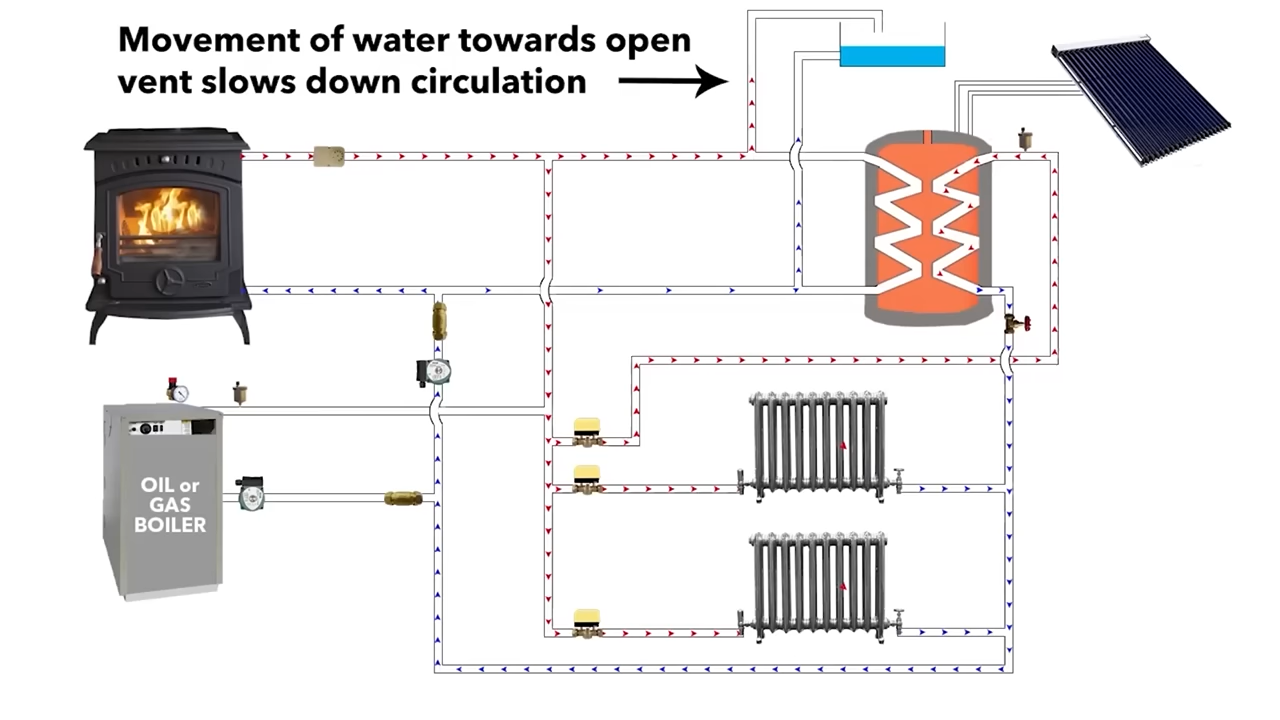 Movement of water towards open
vent slows down circulation
OIL or
GAS
BOILER